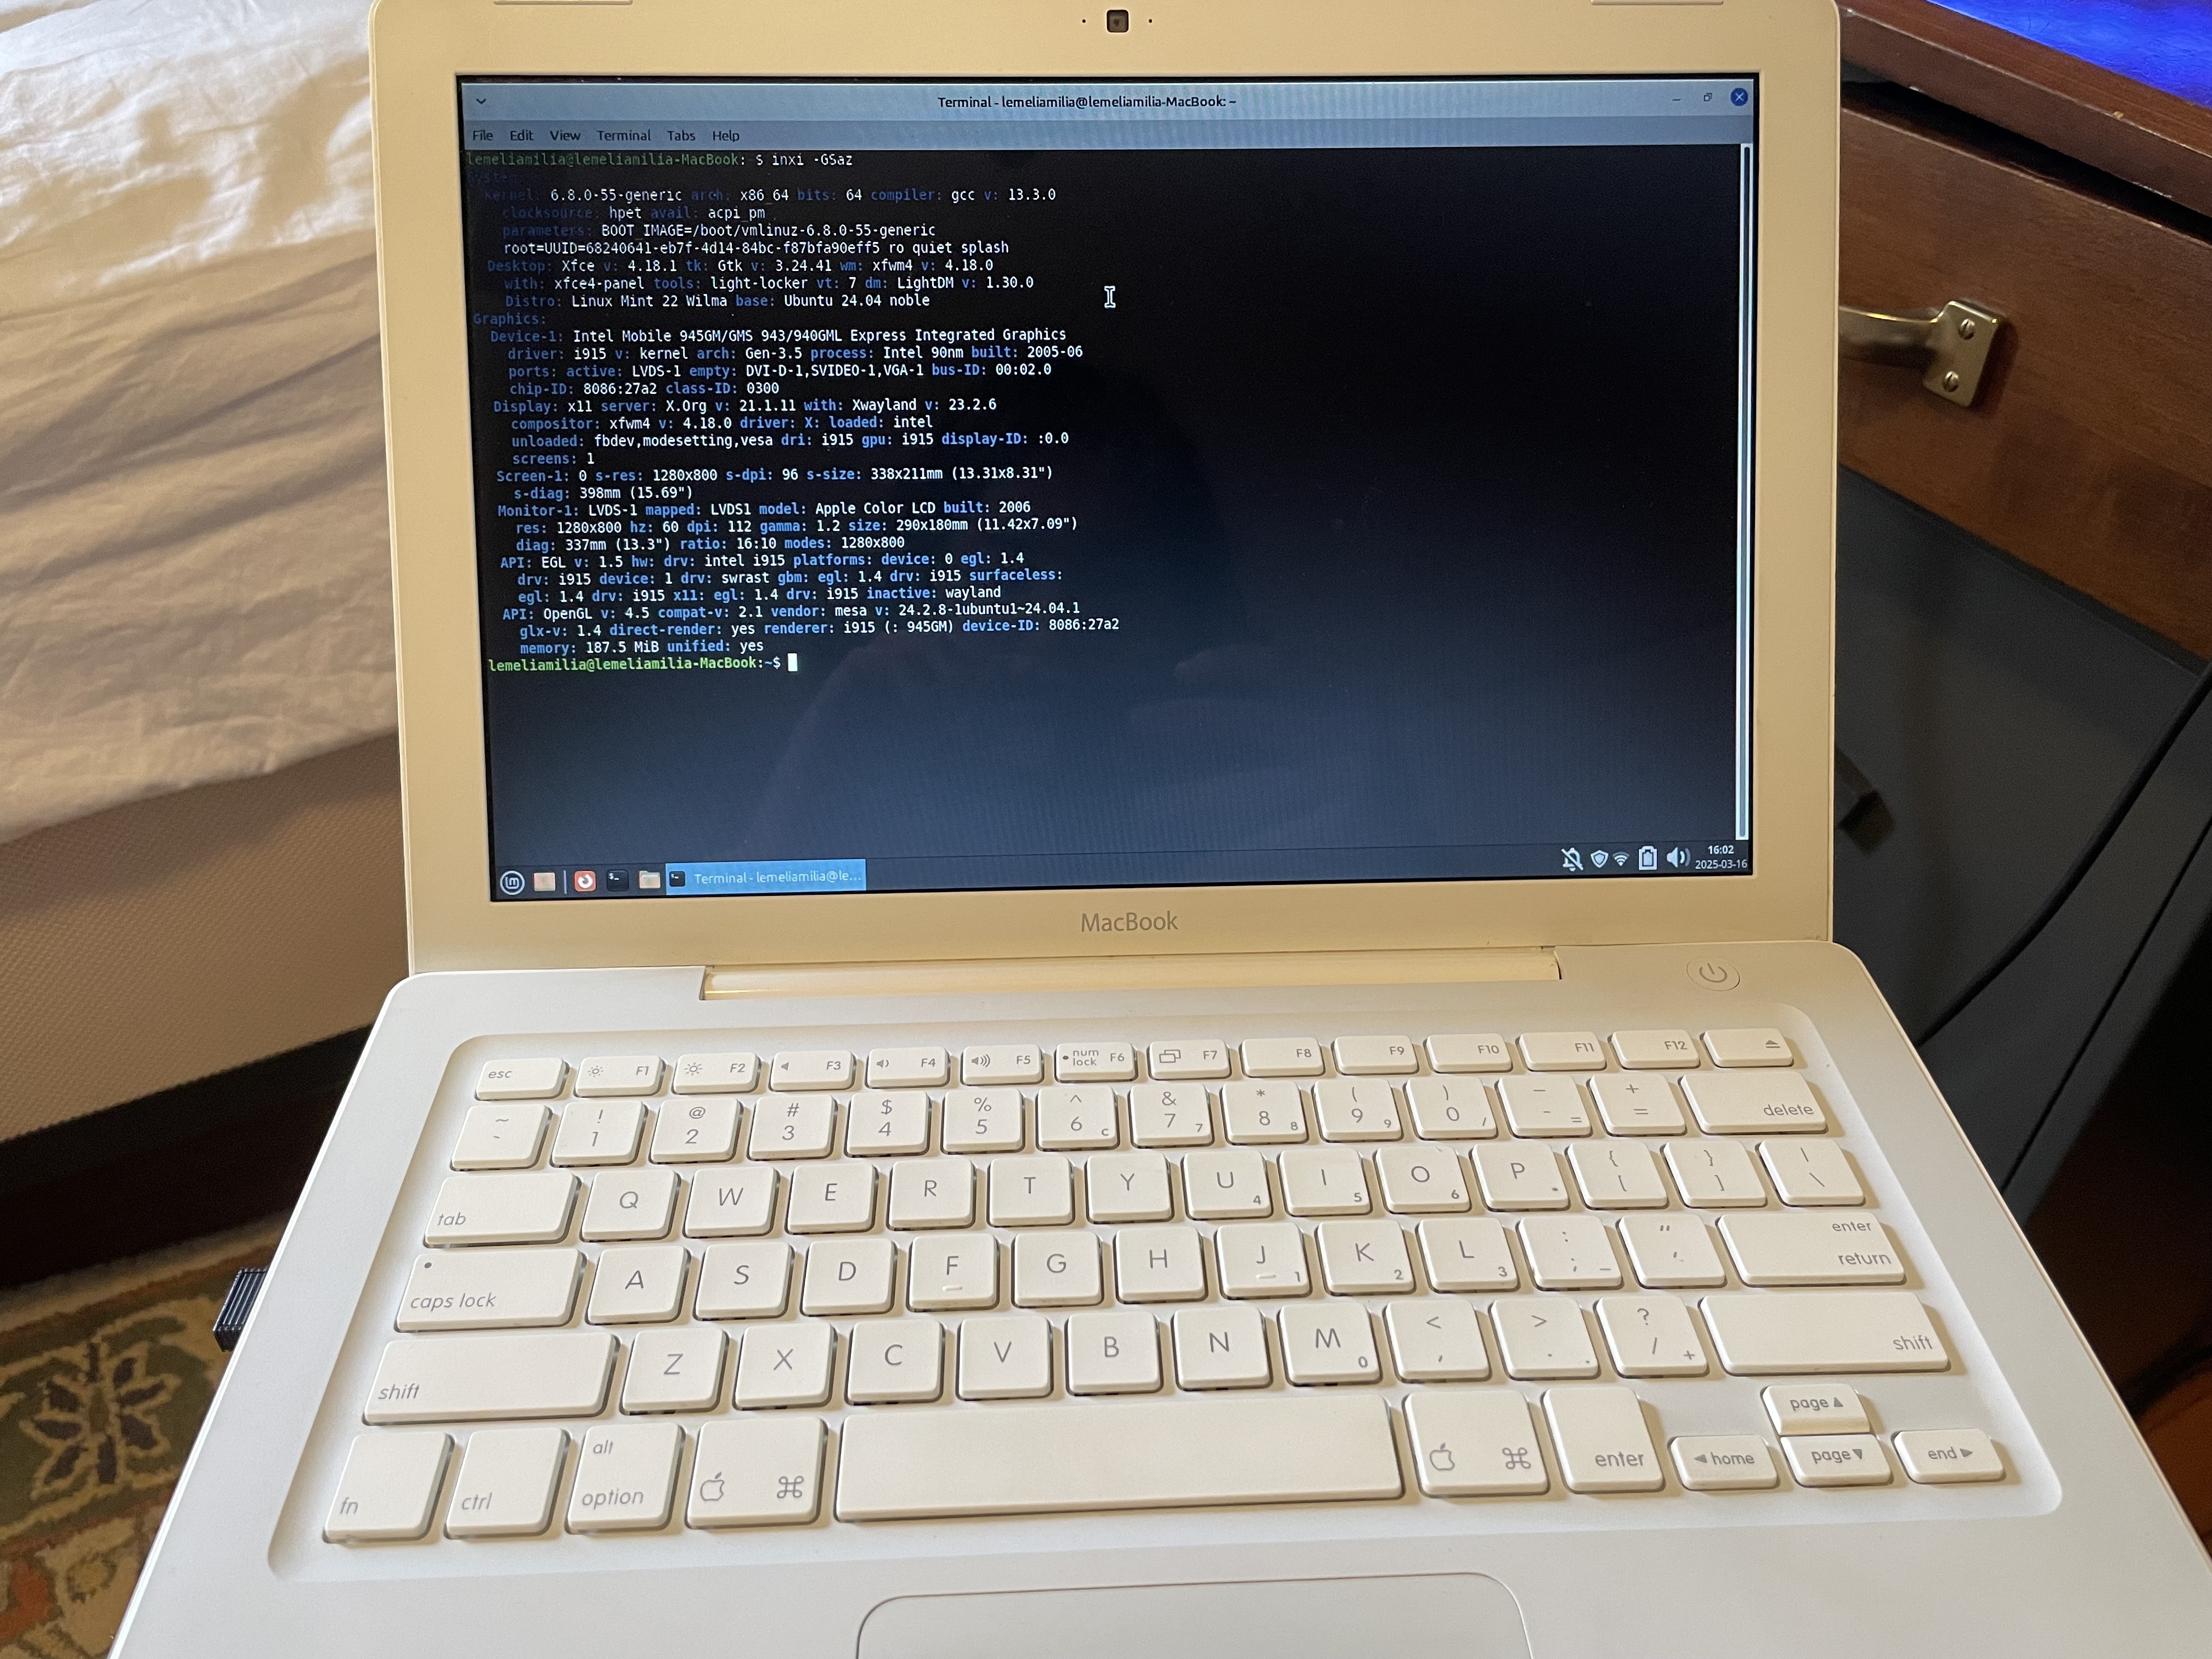 Terminal - lemeliamilia@lemeliamilia-MacBook: ~
File Edit View Terminal Tabs Help
lemeliamilia@lemeliamilia-MacBook: $ inxi -GSaz
System:
Kernel: 6.8.0-55-generic arch: x86_64 bits: 64 compiler: gcc v: 13.3.0
clocksource: hpet avail: acpi_pm
parameters: BOOT_IMAGE=/boot/vmlinuz-6.8.0-55-generic
root=UUID=68240641-eb7f-4d14-84bc-f87bfa90eff5 ro quiet splash
Desktop: Xfce v: 4.18.1 tk: Gtk v: 3.24.41 wm: xfwm4 v: 4.18.0
with: xfce4-panel tools: light-locker vt: 7 dm: LightDM v: 1.30.0
Distro: Linux Mint 22 Wilma base: Ubuntu 24.04 noble
Graphics:
Device-1: Intel Mobile 945GM/GMS 943/940GML Express Integrated Graphics
driver: i915 v: kernel arch: Gen-3.5 process: Intel 90nm built: 2005-06
ports: active: LVDS-1 empty: DVI-D-1,SVIDEO-1,VGA-1 bus-ID: 00:02.0
chip-ID: 8086:27a2 class-ID: 0300
Display: x11 server: X.Org v: 21.1.11 with: Xwayland v: 23.2.6
compositor: xfwm4 v: 4.18.0 driver: X: loaded: intel
unloaded: fbdev,modesetting,vesa dri: i915 gpu: i915 display-ID: :0.0
screens: 1
Screen-1: 0 s-res: 1280x800 s-dpi: 96 s-size: 338x211mm (13.31x8.31")
s-diag: 398mm (15.69")
Monitor-1: LVDS-1 mapped: LVDS1 model: Apple Color LCD built: 2006
res: 1280x800 hz: 60 dpi: 112 gamma: 1.2 size: 290x180mm (11.42x7.09")
diag: 337mm (13.3") ratio: 16:10 modes: 1280x800
API: EGL v: 1.5 hw: drv: intel i915 platforms: device: 0 egl: 1.4
drv: i915 device: 1 drv: swrast gbm: egl: 1.4 drv: i915 surfaceless:
egl: 1.4 drv: i915 x11: egl: 1.4 drv: i915 inactive: wayland
API: OpenGL v: 4.5 compat-v: 2.1 vendor: mesa v: 24.2.8-1ubuntu1~24.04.1
glx-v: 1.4 direct-render: yes renderer: i915 (: 945GM) device-ID: 8086:27a2
memory: 187.5 MiB unified: yes
lemeliamilia@lemeliamilia-MacBook:~$
Terminal - lemeliamilia@le...
16:02
2025-03-16
MacBook
esc F1 F2 F3 F4 F5 num lock F6 F7 F8 F9 F10 F11 F12
~ ` ! 1 @ 2 # 3 $ 4 % 5 ^ 6 c & 7 7 * 8 8 ( 9 9 ) 0 / _ - = + = delete
tab Q W E R T Y U 4 I 5 O 6 P * { [ } ] | \
caps lock A S D F G H J 1 K 2 L 3 : ; - " ' enter return
shift Z X C V B N M 0 < , > . . ? / + shift
fn ctrl alt option ⌘ ⌘ enter home page page end